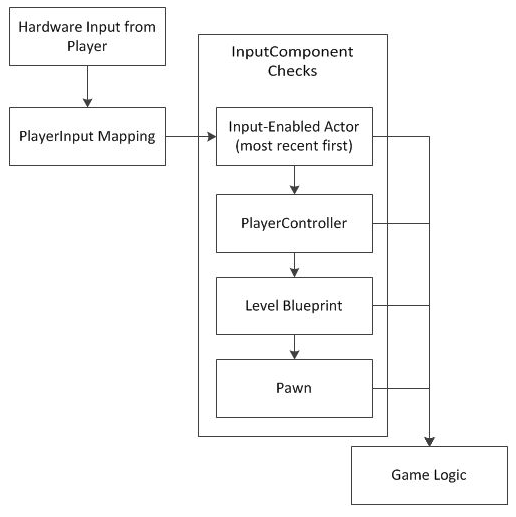 Hardware Input from
Player
PlayerInput Mapping
InputComponent
Checks
Input-Enabled Actor
(most recent first)
PlayerController
Level Blueprint
Pawn
Game Logic